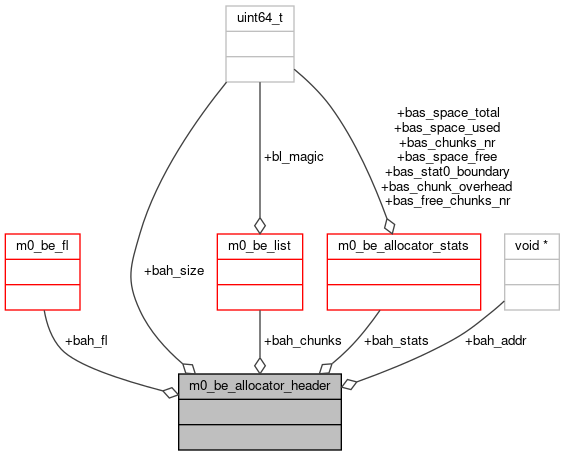 uint64_t
+bas_space_total
+bas_space_used
+bas_chunks_nr
+bas_space_free
+bas_stat0_boundary
+bas_chunk_overhead
+bas_free_chunks_nr
+bl_magic
m0_be_fl
m0_be_list
m0_be_allocator_stats
void *
+bah_size
+bah_fl
+bah_chunks
+bah_stats
+bah_addr
m0_be_allocator_header